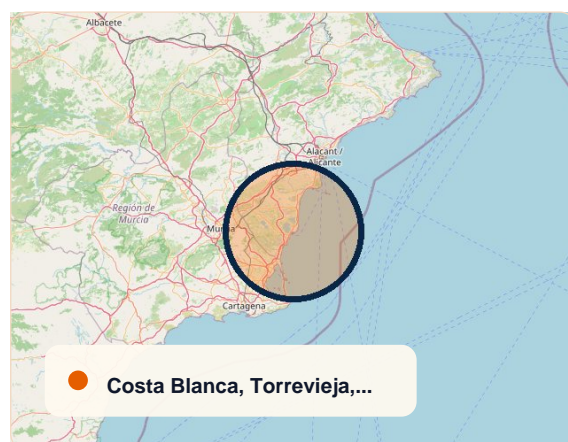 Albacete
Alacant /
Alicante
Región de
Murcia
Murcia
Cartagena
Costa Blanca, Torrevieja,...